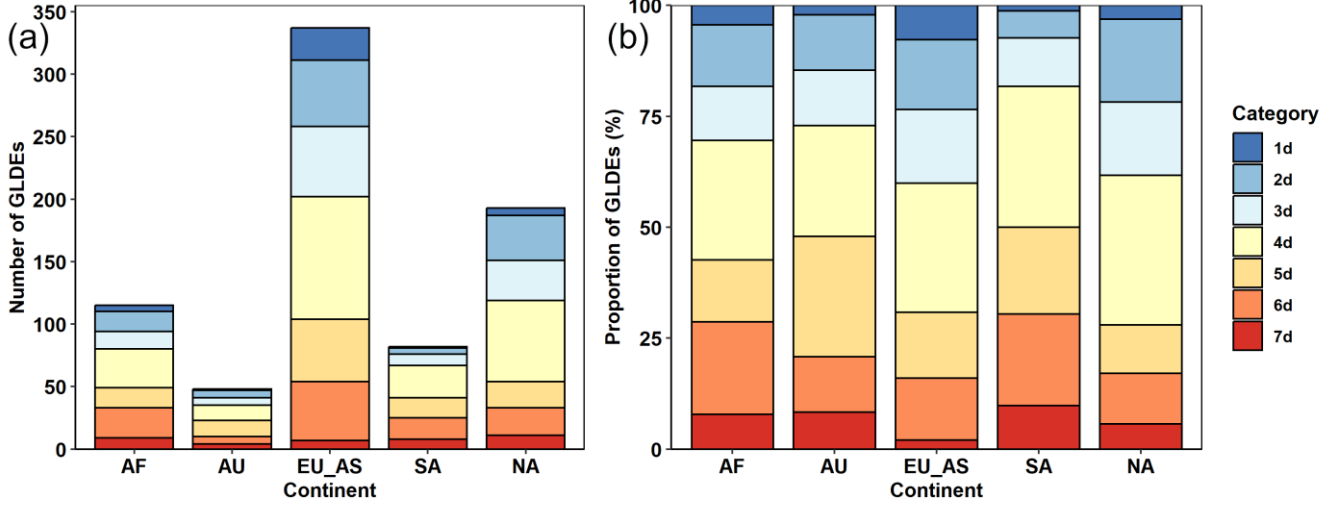 (a)
Number of GLDEs
350
300
250
200
150
100
50
0
AF AU EU_AS SA NA
Continent
(b)
Proportion of GLDEs (%)
100
75
50
25
0
AF AU EU_AS SA NA
Continent
Category
1d
2d
3d
4d
5d
6d
7d